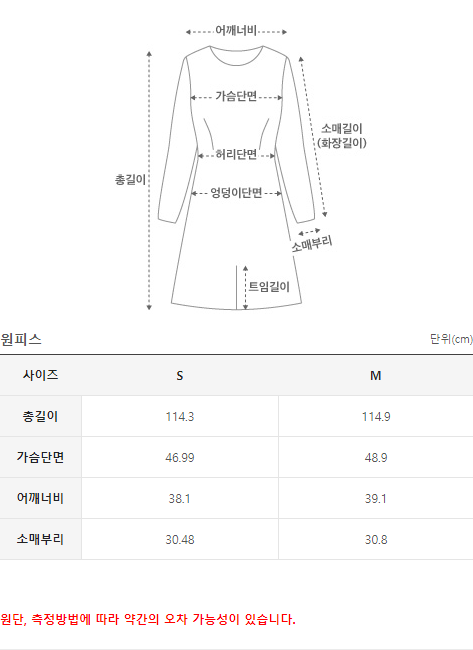 어깨너비
가슴단면
소매길이
(화장길이)
허리단면
총길이
엉덩이단면
소매부리
트임길이
원피스 단위(cm)
사이즈 S M
총길이 114.3 114.9
가슴단면 46.99 48.9
어깨너비 38.1 39.1
소매부리 30.48 30.8
원단, 측정방법에 따라 약간의 오차 가능성이 있습니다.